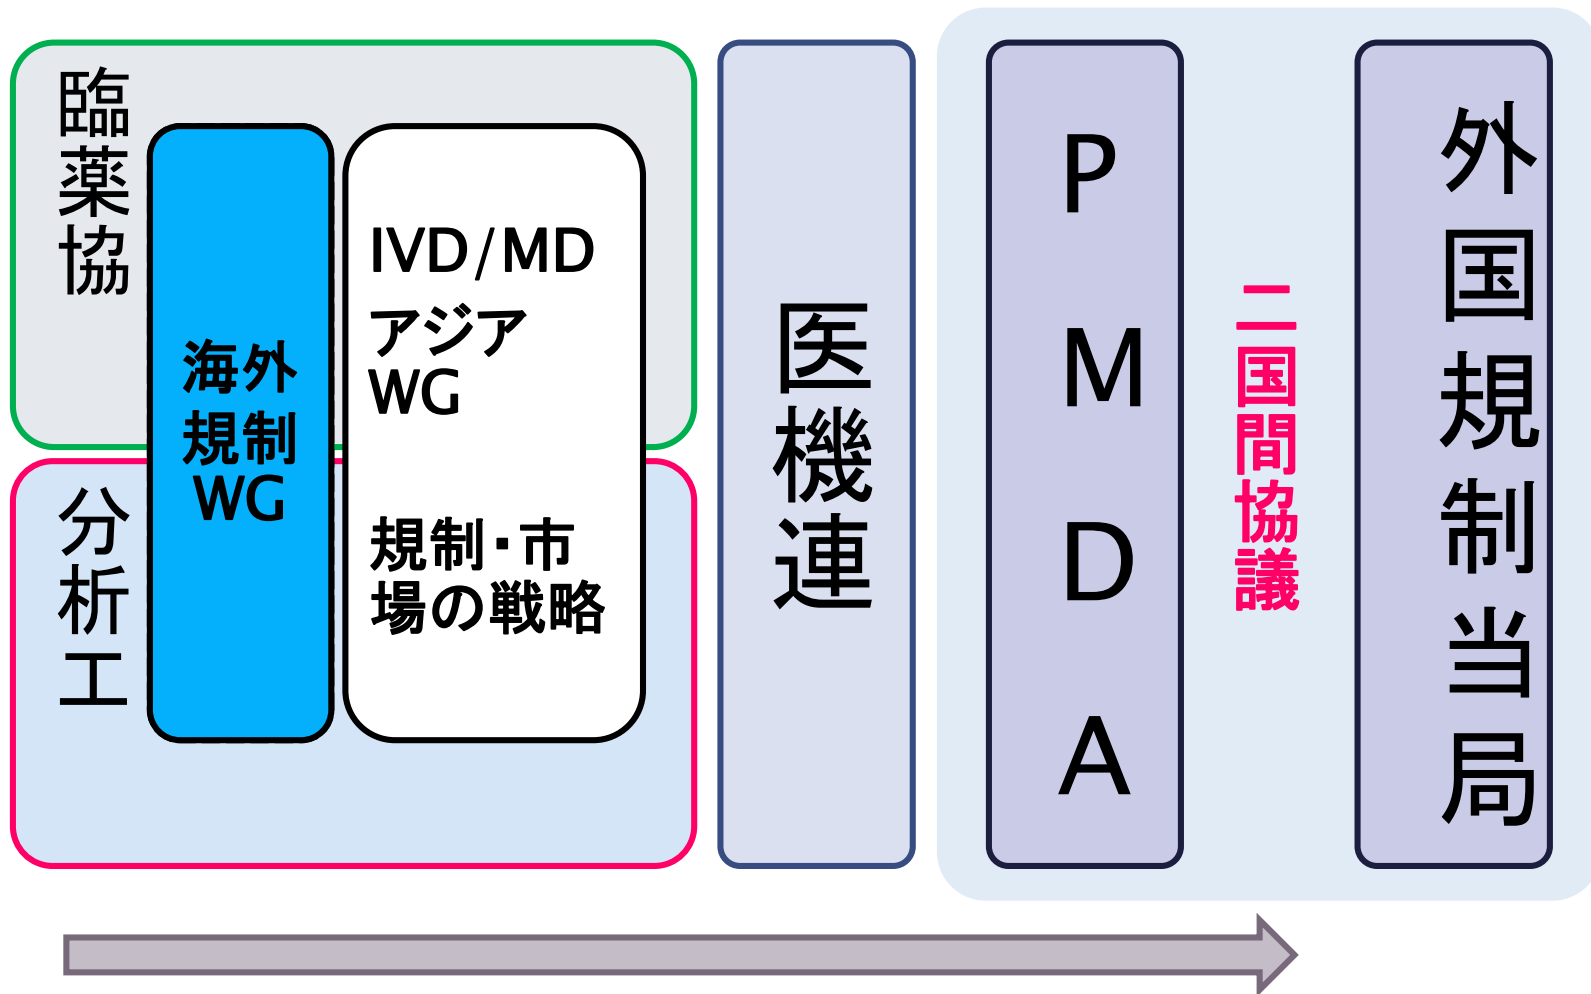 臨薬協
分析工
海外
規制
WG
IVD/MD
アジア
WG
規制・市
場の戦略
医機連
PMDA
二国間協議
外国規制当局